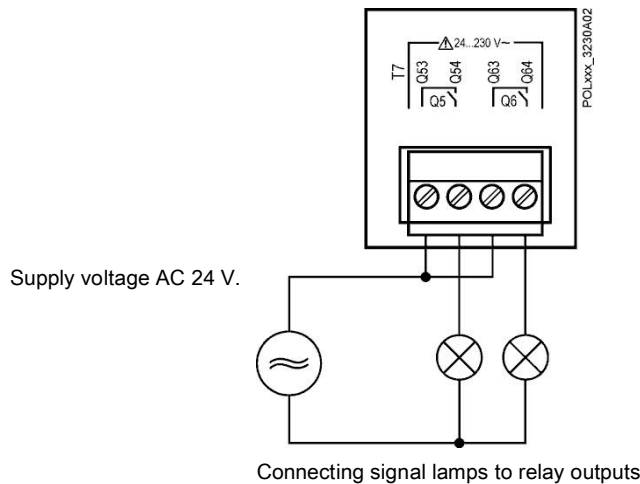 ⚠ 24...230 V~
T7
Q53
Q54
Q63
Q64
Q5
Q6
POLxxx_3230A02
Supply voltage AC 24 V.
Connecting signal lamps to relay outputs